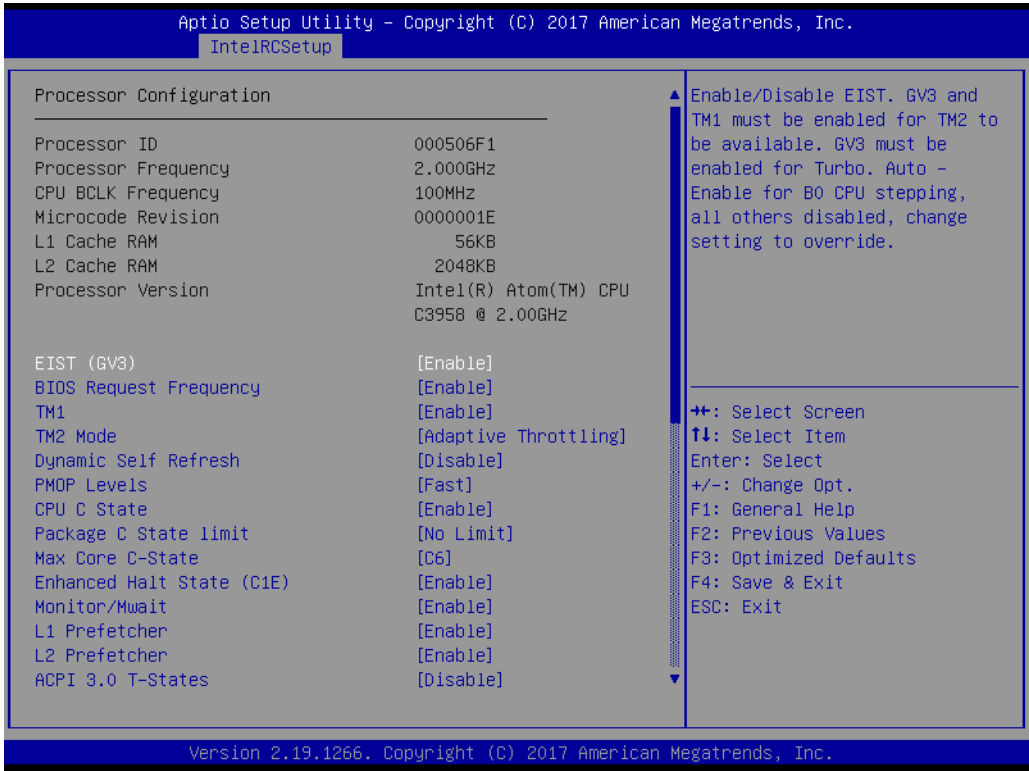 Aptio Setup Utility – Copyright (C) 2017 American Megatrends, Inc.
IntelRCSetup
Processor Configuration
Processor ID 000506F1
Processor Frequency 2.000GHz
CPU BCLK Frequency 100MHz
Microcode Revision 0000001E
L1 Cache RAM 56KB
L2 Cache RAM 2048KB
Processor Version Intel(R) Atom(TM) CPU
C3958 @ 2.00GHz
EIST (GV3) [Enable]
BIOS Request Frequency [Enable]
TM1 [Enable]
TM2 Mode [Adaptive Throttling]
Dynamic Self Refresh [Disable]
PMOP Levels [Fast]
CPU C State [Enable]
Package C State limit [No Limit]
Max Core C-State [C6]
Enhanced Halt State (C1E) [Enable]
Monitor/Mwait [Enable]
L1 Prefetcher [Enable]
L2 Prefetcher [Enable]
ACPI 3.0 T-States [Disable]
Enable/Disable EIST. GV3 and
TM1 must be enabled for TM2 to
be available. GV3 must be
enabled for Turbo. Auto –
Enable for B0 CPU stepping,
all others disabled, change
setting to override.
→←: Select Screen
↑↓: Select Item
Enter: Select
+/-: Change Opt.
F1: General Help
F2: Previous Values
F3: Optimized Defaults
F4: Save & Exit
ESC: Exit
Version 2.19.1266. Copyright (C) 2017 American Megatrends, Inc.